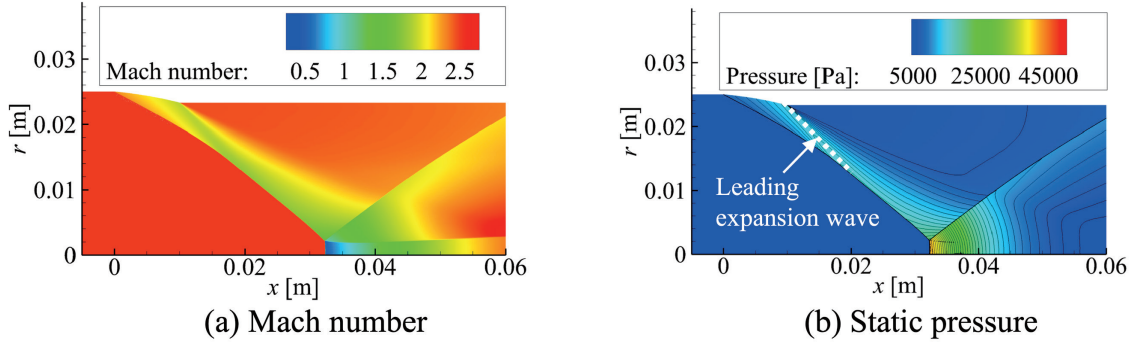 Mach number: 0.5 1 1.5 2 2.5
0.03
0.02
0.01
0
r [m]
0 0.02 0.04 0.06
x [m]
(a) Mach number
Pressure [Pa] 5000 25000 45000
0.03
0.02
0.01
0
r [m]
Leading
expansion wave
0 0.02 0.04 0.06
x [m]
(b) Static pressure